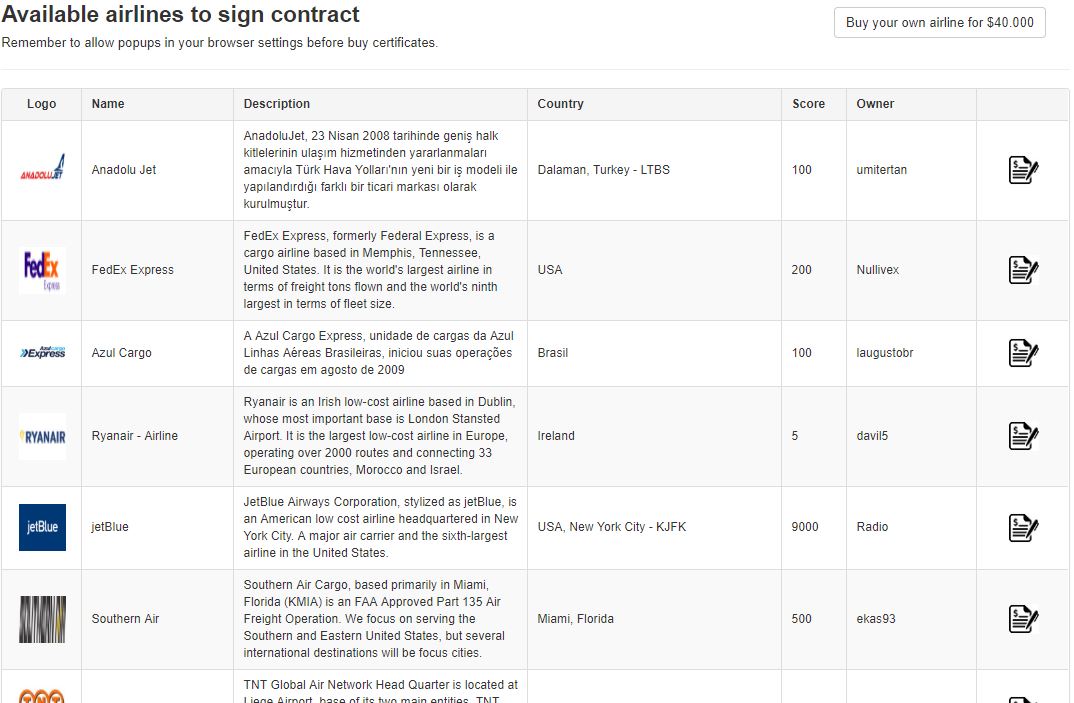 Available airlines to sign contract
Buy your own airline for $40.000
Remember to allow popups in your browser settings before buy certificates.
Logo Name Description Country Score Owner
ANADOLUJET
Anadolu Jet
AnadoluJet, 23 Nisan 2008 tarihinde geniş halk
kitlelerinin ulaşım hizmetinden yararlanmaları
amacıyla Türk Hava Yolları'nın yeni bir iş modeli ile
yapılandırdığı farklı bir ticari markası olarak
kurulmuştur.
Dalaman, Turkey - LTBS
100
umitertan
FedEx
Express
FedEx Express
FedEx Express, formerly Federal Express, is a
cargo airline based in Memphis, Tennessee,
United States. It is the world's largest airline in
terms of freight tons flown and the world's ninth
largest in terms of fleet size.
USA
200
Nullivex
Azul cargo
Express
Azul Cargo
A Azul Cargo Express, unidade de cargas da Azul
Linhas Aéreas Brasileiras, iniciou suas operações
de cargas em agosto de 2009
Brasil
100
laugustobr
RYANAIR
Ryanair - Airline
Ryanair is an Irish low-cost airline based in Dublin,
whose most important base is London Stansted
Airport. It is the largest low-cost airline in Europe,
operating over 2000 routes and connecting 33
European countries, Morocco and Israel.
Ireland
5
davil5
jetBlue
jetBlue
JetBlue Airways Corporation, stylized as jetBlue, is
an American low cost airline headquartered in New
York City. A major air carrier and the sixth-largest
airline in the United States.
USA, New York City - KJFK
9000
Radio
Southern Air
Southern Air Cargo, based primarily in Miami,
Florida (KMIA) is an FAA Approved Part 135 Air
Freight Operation. We focus on serving the
Southern and Eastern United States, but several
international destinations will be focus cities.
Miami, Florida
500
ekas93
TNT
TNT Global Air Network Head Quarter is located at
Liege Airport, base of its two main entities, TNT